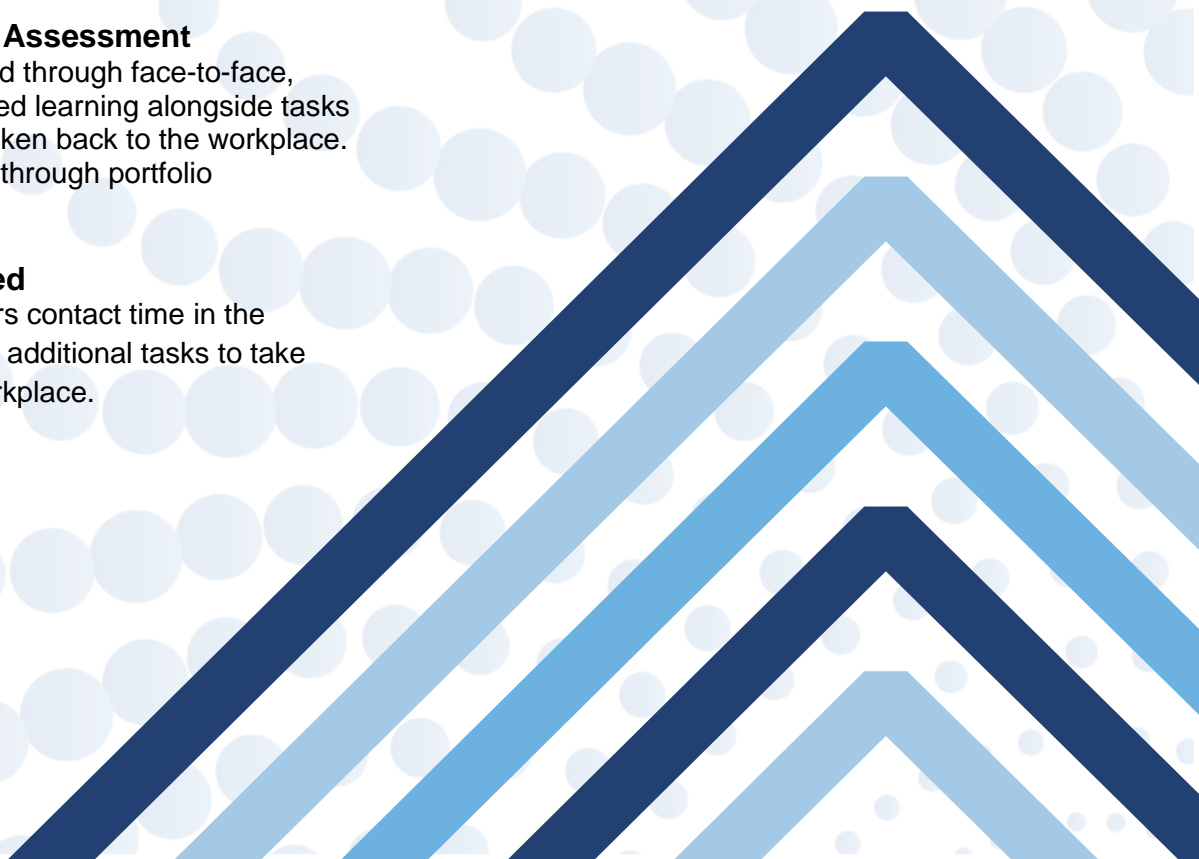 Assessment
d through face-to-face,
ed learning alongside tasks
ken back to the workplace.
through portfolio
ed
rs contact time in the
additional tasks to take
rkplace.